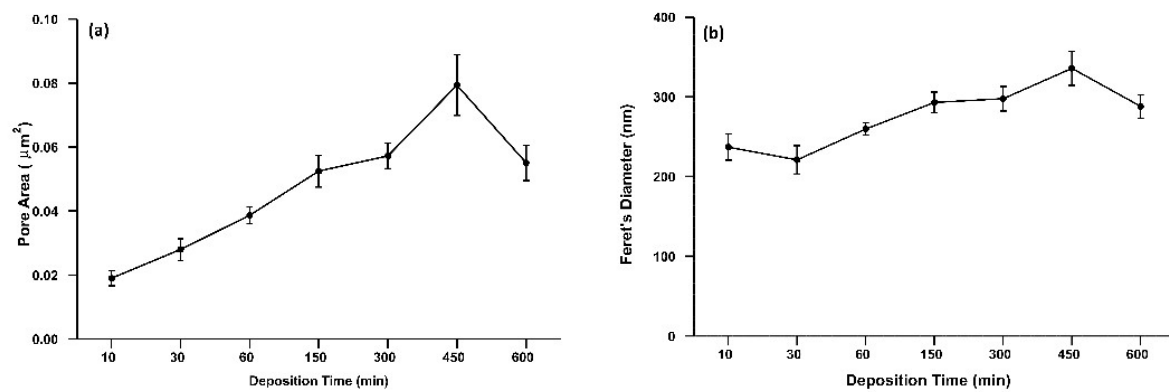 (a)
0.10
0.08
0.06
0.04
0.02
0.00
Pore Area ( μm²)
10 30 60 150 300 450 600
Deposition Time (min)
(b)
400
300
200
100
0
Feret's Diameter (nm)
10 30 60 150 300 450 600
Deposition Time (min)